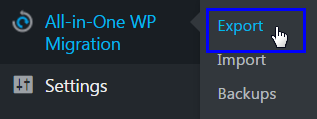 All-in-One WP
Migration
Settings
Export
Import
Backups